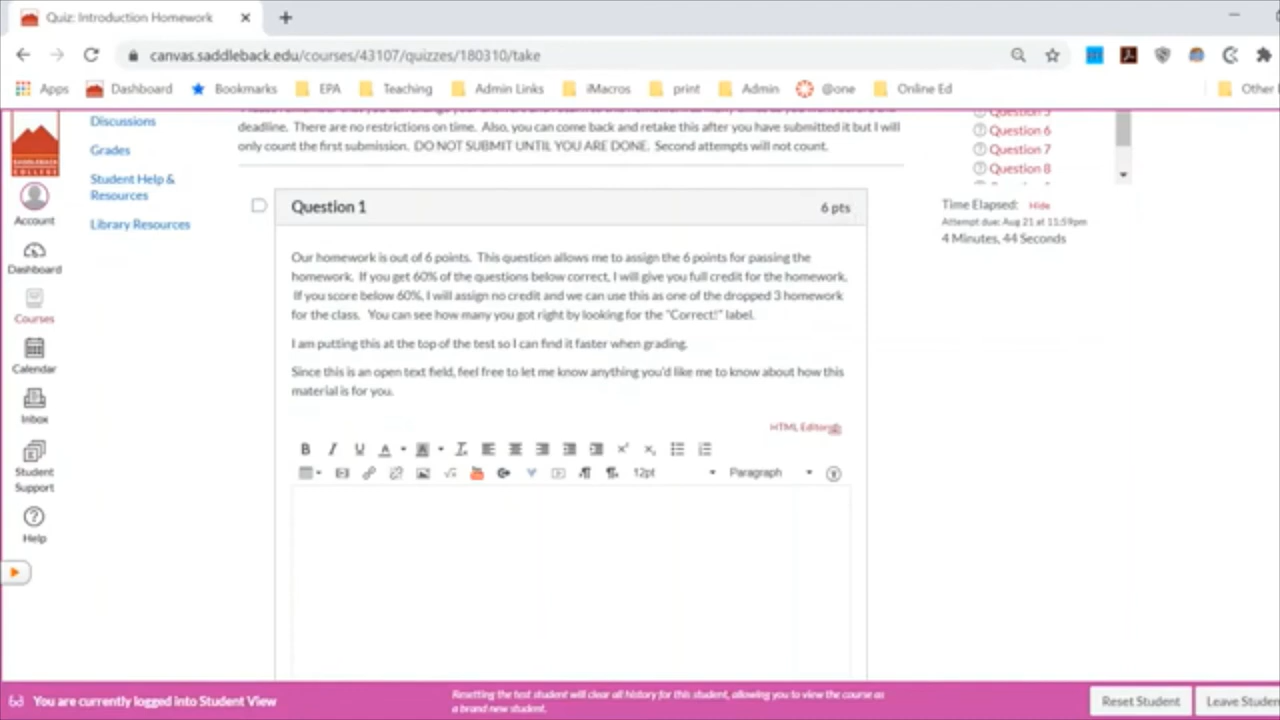 Quiz: Introduction Homework
canvas.saddleback.edu/courses/43107/quizzes/180310/take
Apps Dashboard Bookmarks EPA Teaching Admin Links iMacros print Admin @one Online Ed Other
SADDLEBACK
COLLEGE
Account
Dashboard
Courses
Calendar
Inbox
Student
Support
Help
Discussions
Grades
Student Help &
Resources
Library Resources
deadline. There are no restrictions on time. Also, you can come back and retake this after you have submitted it but I will
only count the first submission. DO NOT SUBMIT UNTIL YOU ARE DONE. Second attempts will not count.
Question 1 6 pts
Our homework is out of 6 points. This question allows me to assign the 6 points for passing the
homework. If you get 60% of the questions below correct, I will give you full credit for the homework.
If you score below 60%, I will assign no credit and we can use this as one of the dropped 3 homework
for the class. You can see how many you got right by looking for the "Correct!" label.
I am putting this at the top of the test so I can find it faster when grading.
Since this is an open text field, feel free to let me know anything you'd like me to know about how this
material is for you.
HTML Editor
12pt Paragraph
Question 5
Question 6
Question 7
Question 8
Time Elapsed: Hide
Attempt due: Aug 21 at 11:59pm
4 Minutes, 44 Seconds
You are currently logged into Student View
Resetting the test student will clear all history for this student, allowing you to view the course as
a brand new student.
Reset Student
Leave Studen